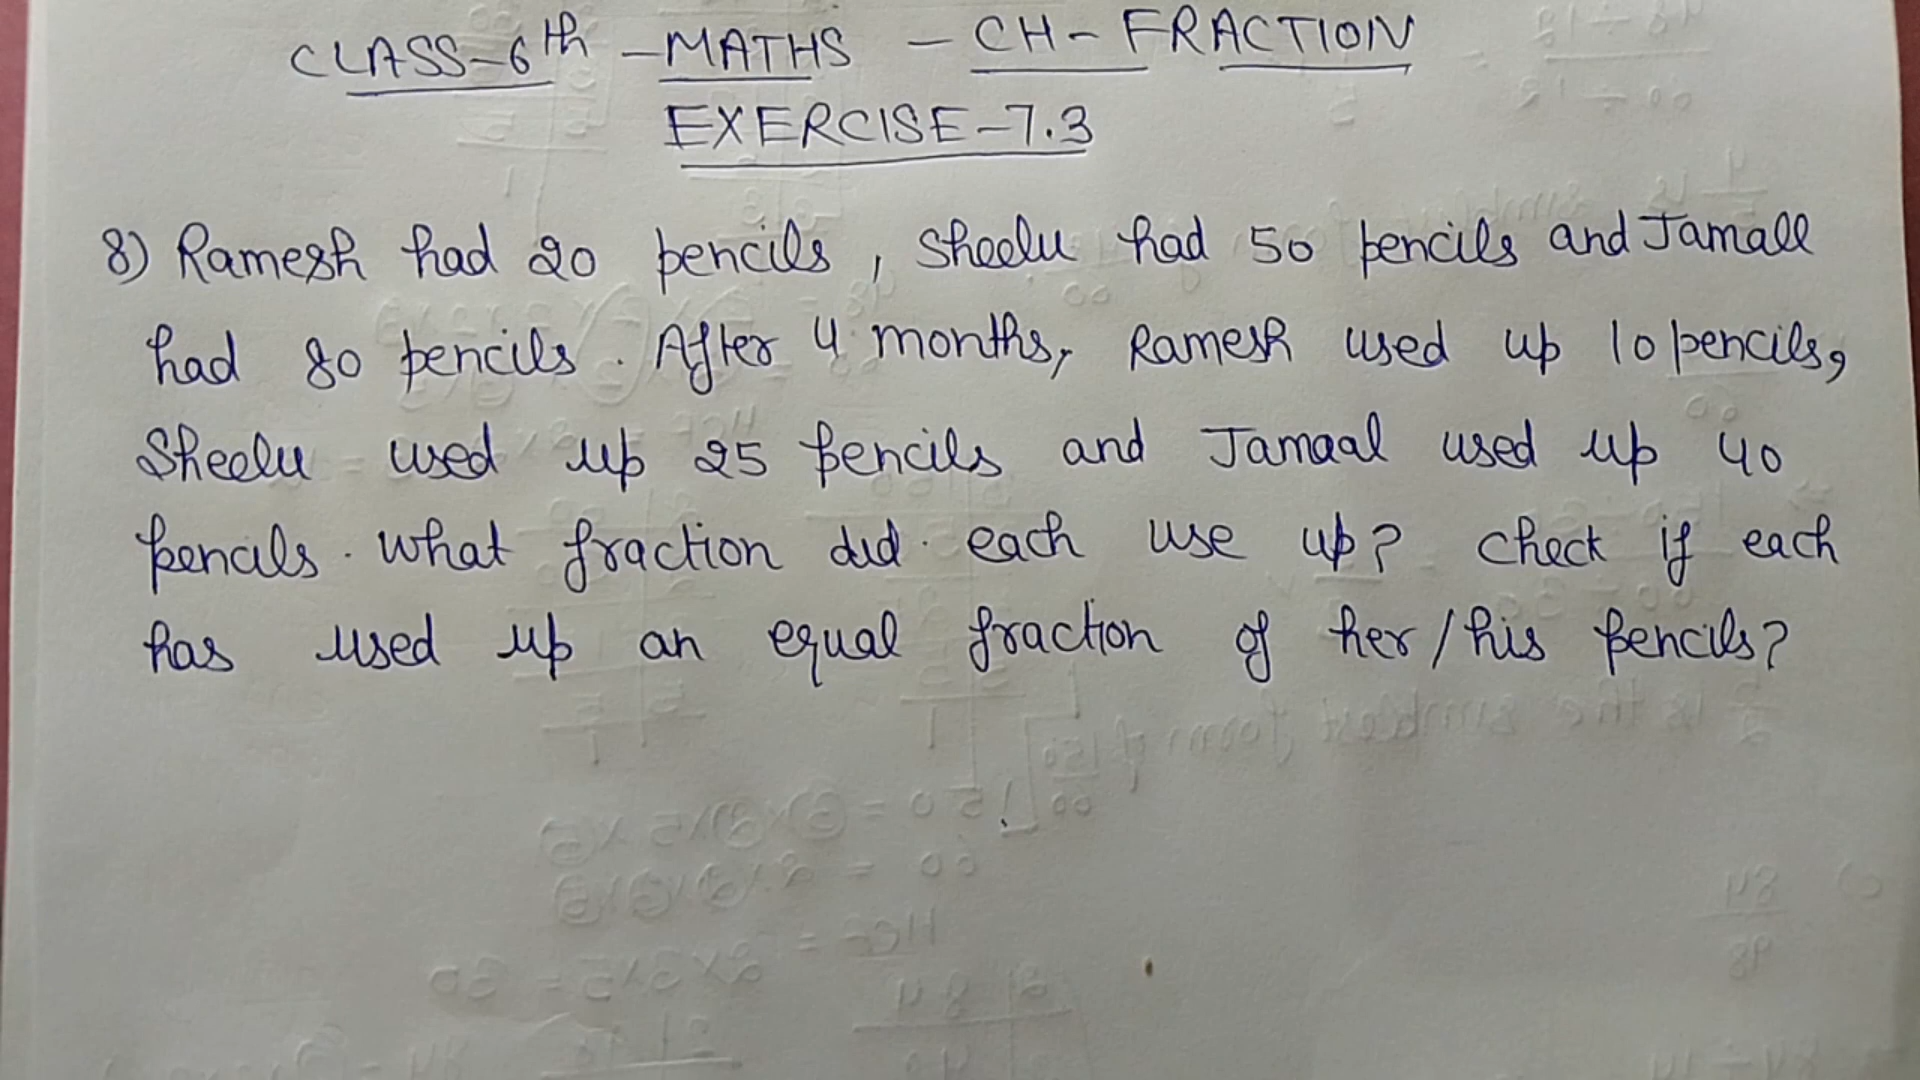 CLASS-6th - MATHS - CH- FRACTION
EXERCISE-7.3
8) Ramesh had 20 pencils, Sheelu had 50 pencils and Jamall
had 80 pencils. After 4 months, Ramesh used up 10 pencils,
Sheelu used up 25 pencils and Jamaal used up 40
pencils. What fraction did each use up? Check if each
has used up an equal fraction of her/his pencils?